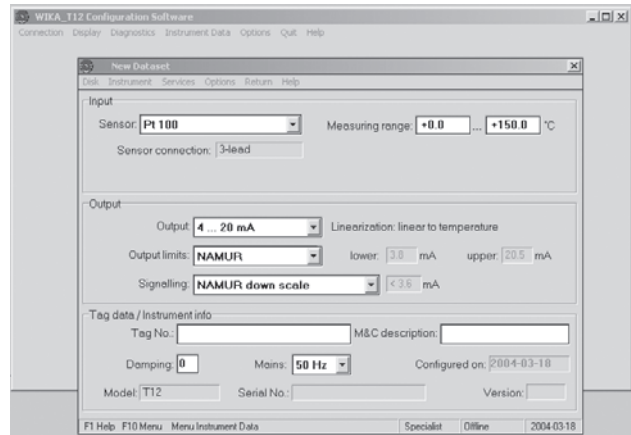 WIKA_T12 Configuration Software
Connection Display Diagnostics Instrument Data Options Quit Help
New Dataset
Disk Instrument Services Options Return Help
Input
Sensor: Pt 100 Measuring range: +0.0 ... +150.0 °C
Sensor connection: 3-lead
Output
Output: 4 ... 20 mA Linearization: linear to temperature
Output limits: NAMUR lower: 3.8 mA upper: 20.5 mA
Signalling: NAMUR down scale < 3.6 mA
Tag data / Instrument info
Tag No.: M&C description:
Damping: 0 Mains: 50 Hz Configured on: 2004-03-18
Model: T12 Serial No.: Version:
F1 Help F10 Menu Menu Instrument Data Specialist Offline 2004-03-18